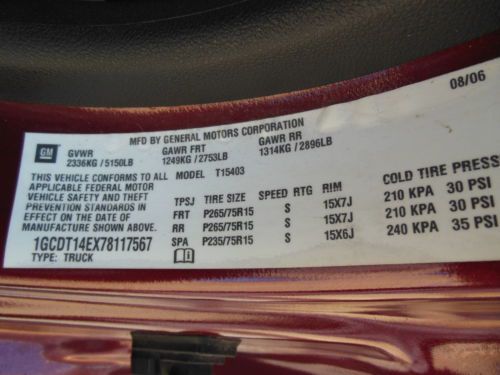 08/06
MFD BY GENERAL MOTORS CORPORATION
GM GVWR GAWR FRT GAWR RR
2336KG / 5150LB 1249KG / 2753LB 1314KG / 2896LB
THIS VEHICLE CONFORMS TO ALL MODEL T15403
APPLICABLE FEDERAL MOTOR
VEHICLE SAFETY AND THEFT
PREVENTION STANDARDS IN
EFFECT ON THE DATE OF
MANUFACTURE SHOWN ABOVE.
1GCDT14EX78117567
TYPE: TRUCK
TPSJ TIRE SIZE SPEED RTG RIM COLD TIRE PRES
FRT P265/75R15 S 15X7J 210 KPA 30 PSI
RR P265/75R15 S 15X7J 210 KPA 30 PSI
SPA P235/75R15 S 15X6J 240 KPA 35 PSI